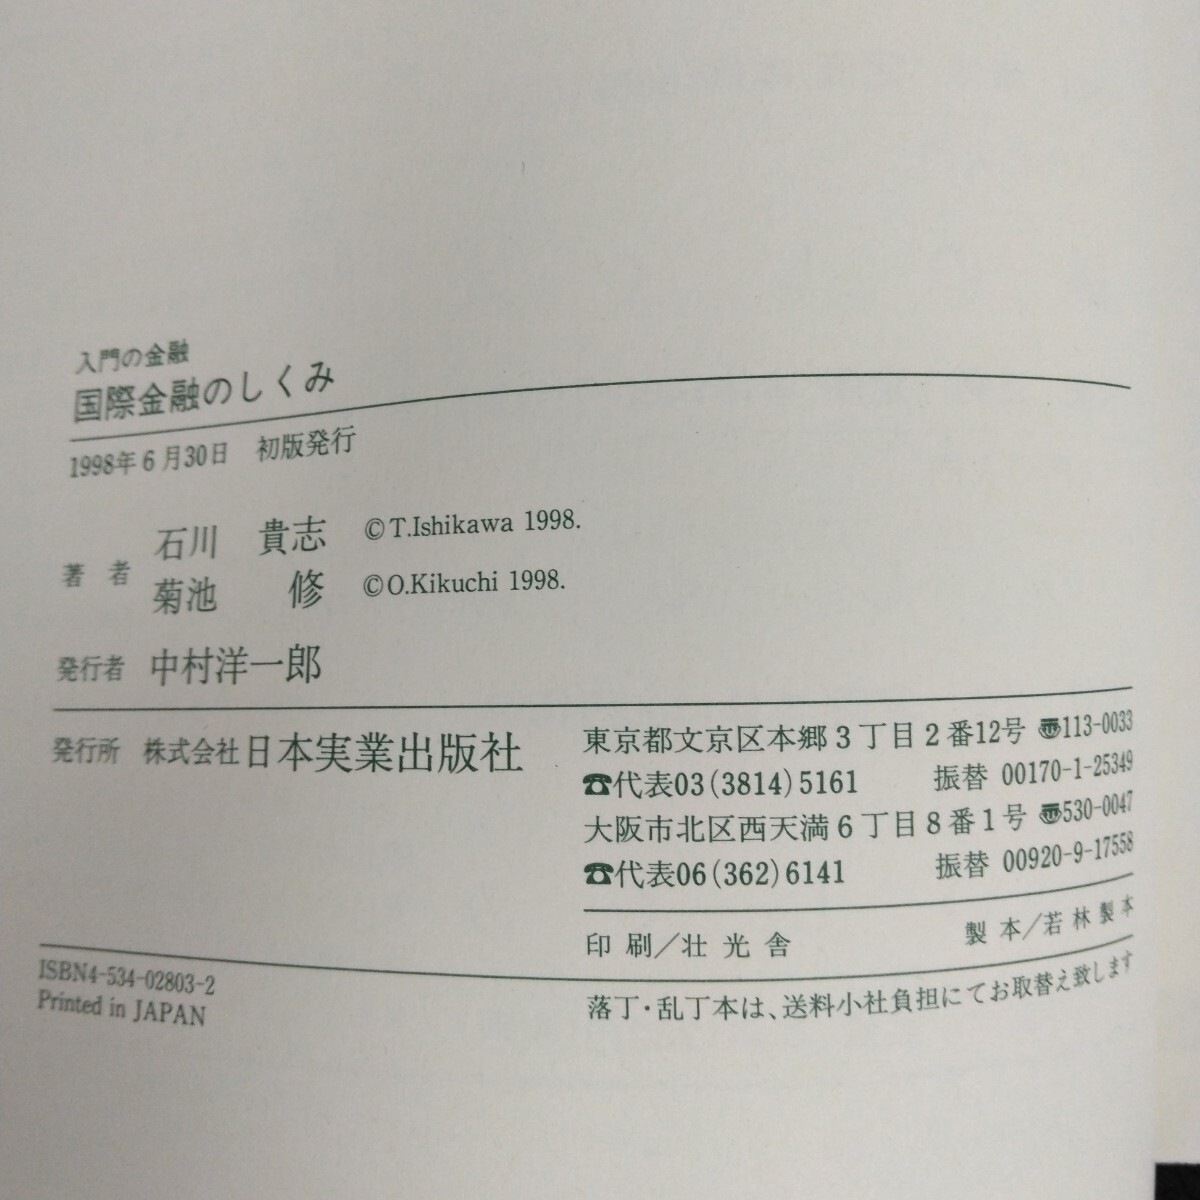 入門の金融
国際金融のしくみ
1998年6月30日 初版発行
著者 石川 貴志 ©T.Ishikawa 1998.
菊池 修 ©O.Kikuchi 1998.
発行者 中村洋一郎
発行所 株式会社日本実業出版社
東京都文京区本郷3丁目2番12号 〠113-0033
☎代表03(3814)5161 振替 00170-1-25349
大阪市北区西天満6丁目8番1号 〠530-0047
☎代表06(362)6141 振替 00920-9-17558
印刷/壮光舎 製本/若林製本
ISBN4-534-02803-2
Printed in JAPAN
落丁・乱丁本は、送料小社負担にてお取替え致します